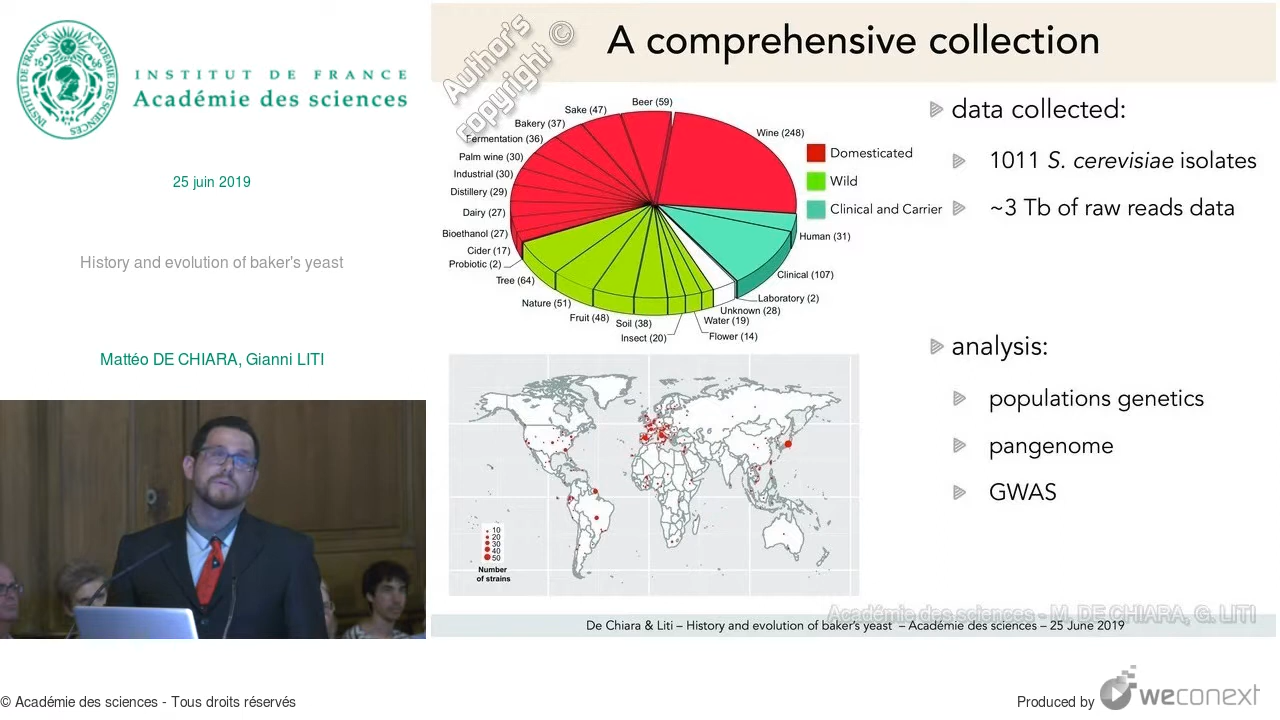 INSTITUT DE FRANCE
Académie des sciences
25 juin 2019
History and evolution of baker's yeast
Mattéo DE CHIARA, Gianni LITI
Author's
copyright ©
A comprehensive collection
Beer (59)
Sake (47)
Bakery (37)
Fermentation (36)
Palm wine (30)
Industrial (30)
Distillery (29)
Dairy (27)
Bioethanol (27)
Cider (17)
Probiotic (2)
Tree (64)
Nature (51)
Fruit (48)
Soil (38)
Insect (20)
Flower (14)
Water (19)
Unknown (28)
Laboratory (2)
Clinical (107)
Human (31)
Wine (248)
Domesticated
Wild
Clinical and Carrier
data collected:
1011 S. cerevisiae isolates
~3 Tb of raw reads data
analysis:
populations genetics
pangenome
GWAS
10
20
30
40
50
Number
of strains
Académie des sciences - M. DE CHIARA, G. LITI
De Chiara & Liti – History and evolution of baker's yeast – Académie des sciences – 25 June 2019
© Académie des sciences - Tous droits réservés
Produced by weconext